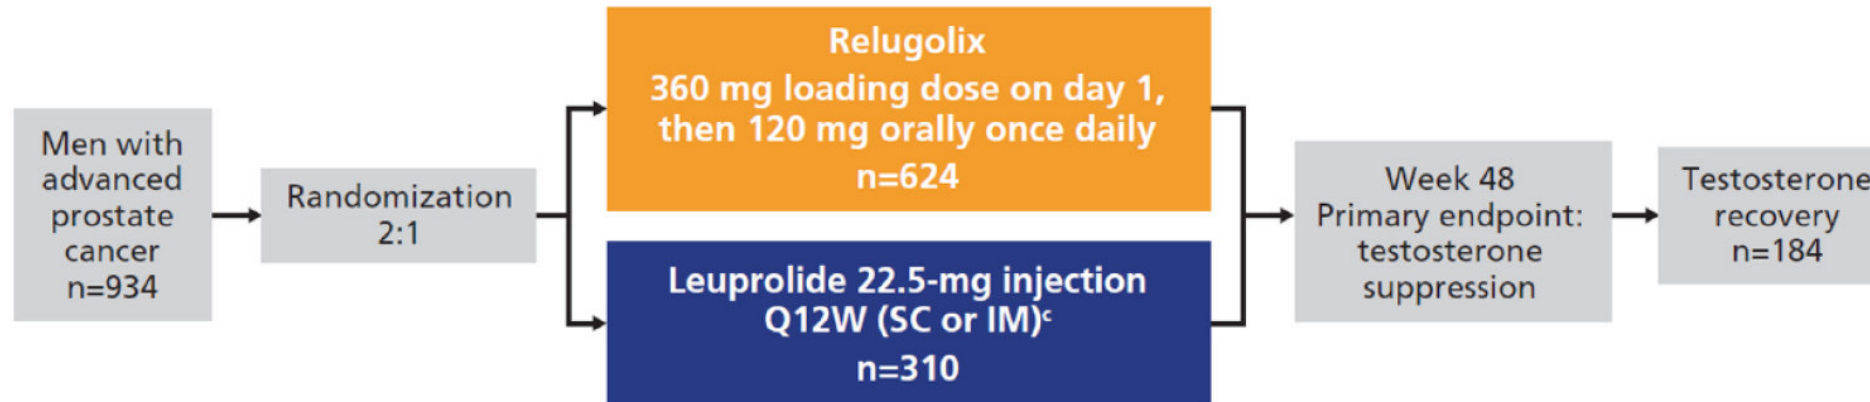 Men with
advanced
prostate
cancer
n=934
Randomization
2:1
Relugolix
360 mg loading dose on day 1,
then 120 mg orally once daily
n=624
Leuprolide 22.5-mg injection
Q12W (SC or IM)ᶜ
n=310
Week 48
Primary endpoint:
testosterone
suppression
Testosterone
recovery
n=184